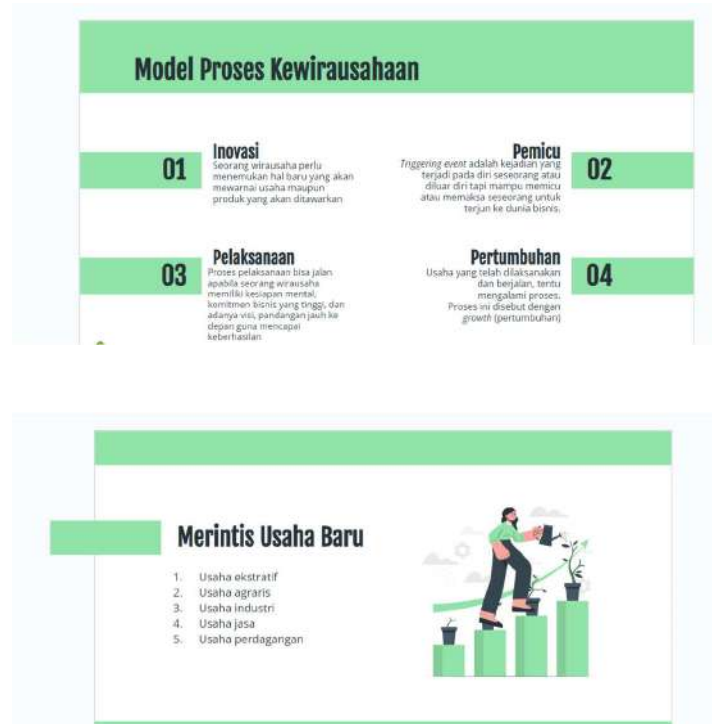 Model Proses Kewirausahaan
01
Inovasi
Seorang wirausaha perlu
menemukan hal baru yang akan
mewarnai usaha maupun
produk yang akan ditawarkan
Pemicu
02
Triggering event adalah kejadian yang
terjadi pada diri seseorang atau
diluar diri tapi mampu memicu
atau memaksa seseorang untuk
terjun ke dunia bisnis.
03
Pelaksanaan
Proses pelaksanaan bisa jalan
apabila seorang wirausaha
memiliki kesiapan mental,
komitmen bisnis yang tinggi, dan
adanya visi, pandangan jauh ke
depan guna mencapai
keberhasilan
Pertumbuhan
04
Usaha yang telah dilaksanakan
dan berjalan, tentu
mengalami proses.
Proses ini disebut dengan
growth (pertumbuhan)
Merintis Usaha Baru
1. Usaha ekstratif
2. Usaha agraris
3. Usaha industri
4. Usaha jasa
5. Usaha perdagangan